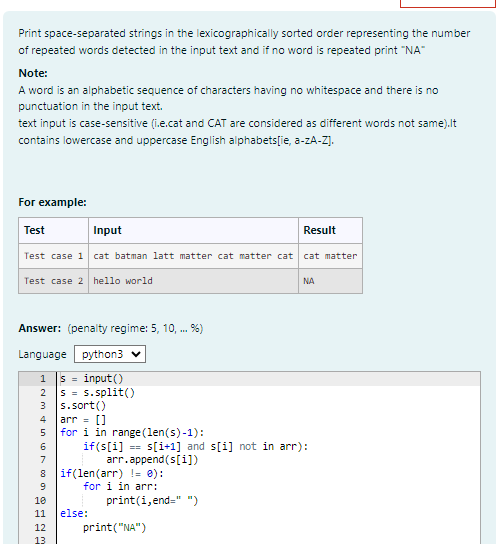 Print space-separated strings in the lexicographically sorted order representing the number
of repeated words detected in the input text and if no word is repeated print "NA"
Note:
A word is an alphabetic sequence of characters having no whitespace and there is no
punctuation in the input text.
text input is case-sensitive (i.e.cat and CAT are considered as different words not same).It
contains lowercase and uppercase English alphabets[ie, a-zA-Z].
For example:
Test Input Result
Test case 1 cat batman latt matter cat matter cat cat matter
Test case 2 hello world NA
Answer: (penalty regime: 5, 10, ... %)
Language python3
1 s = input()
2 s = s.split()
3 s.sort()
4 arr = []
5 for i in range(len(s)-1):
6     if(s[i] == s[i+1] and s[i] not in arr):
7         arr.append(s[i])
8 if(len(arr) != 0):
9     for i in arr:
10         print(i,end=" ")
11 else:
12     print("NA")
13